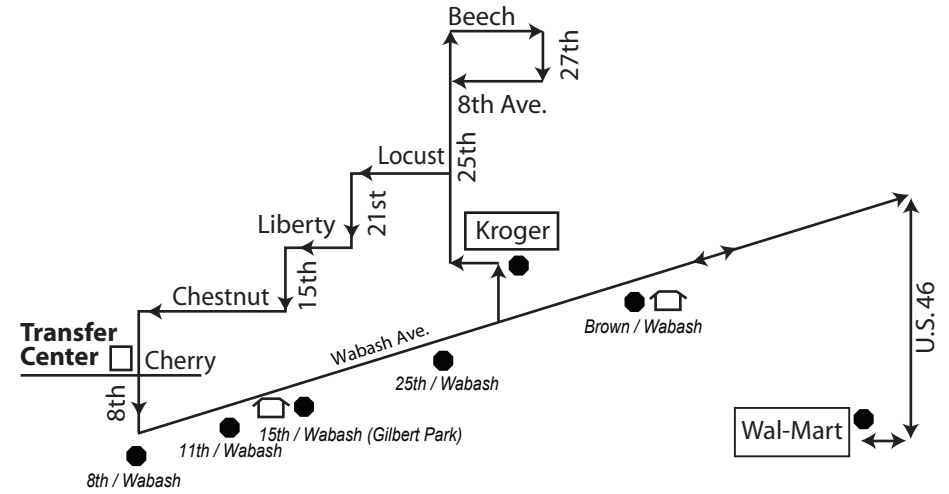 Beech
27th
8th Ave.
Locust
25th
21st
Liberty
Kroger
15th
Chestnut
Transfer
Center
Cherry
8th
Wabash Ave.
U.S. 46
Brown / Wabash
25th / Wabash
15th / Wabash (Gilbert Park)
11th / Wabash
8th / Wabash
Wal-Mart